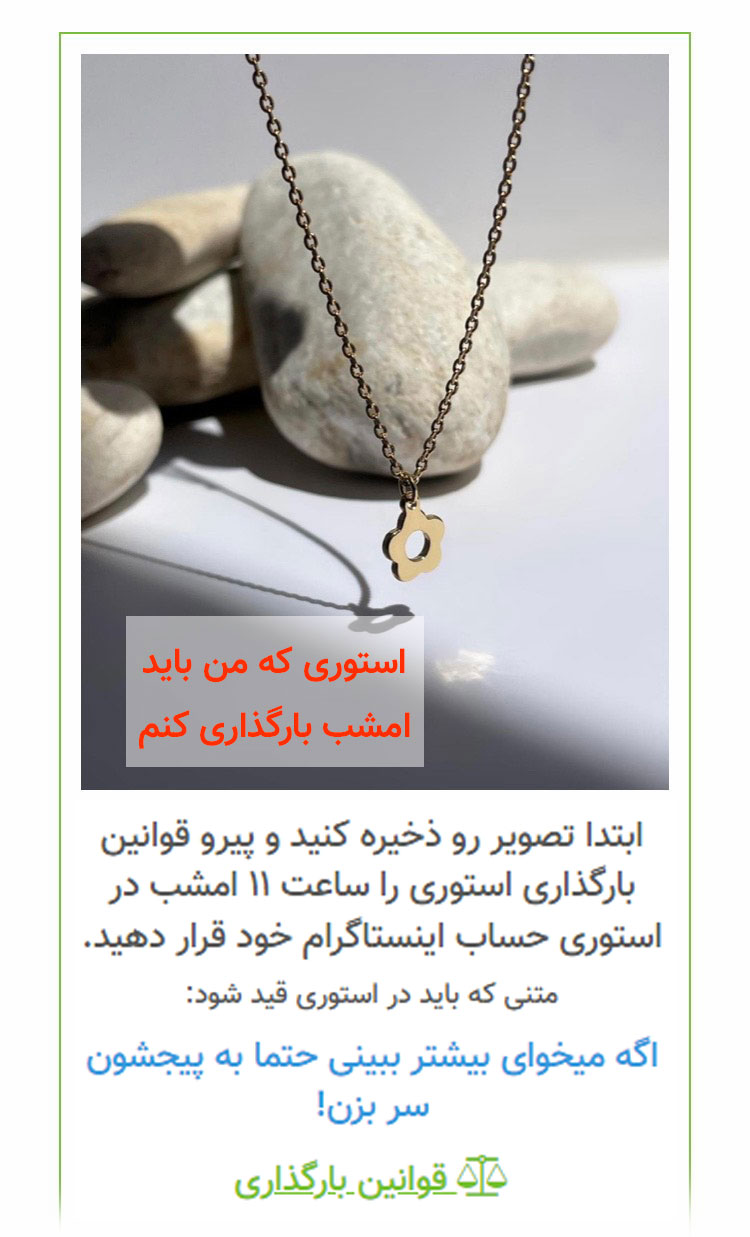 استوری که من باید
امشب بارگذاری کنم
ابتدا تصویر رو ذخیره کنید و پیرو قوانین
بارگذاری استوری را ساعت ۱۱ امشب در
استوری حساب اینستاگرام خود قرار دهید.
متنی که باید در استوری قید شود:
اگه میخوای بیشتر ببینی حتما به پیجشون
سر بزن!
قوانین بارگذاری